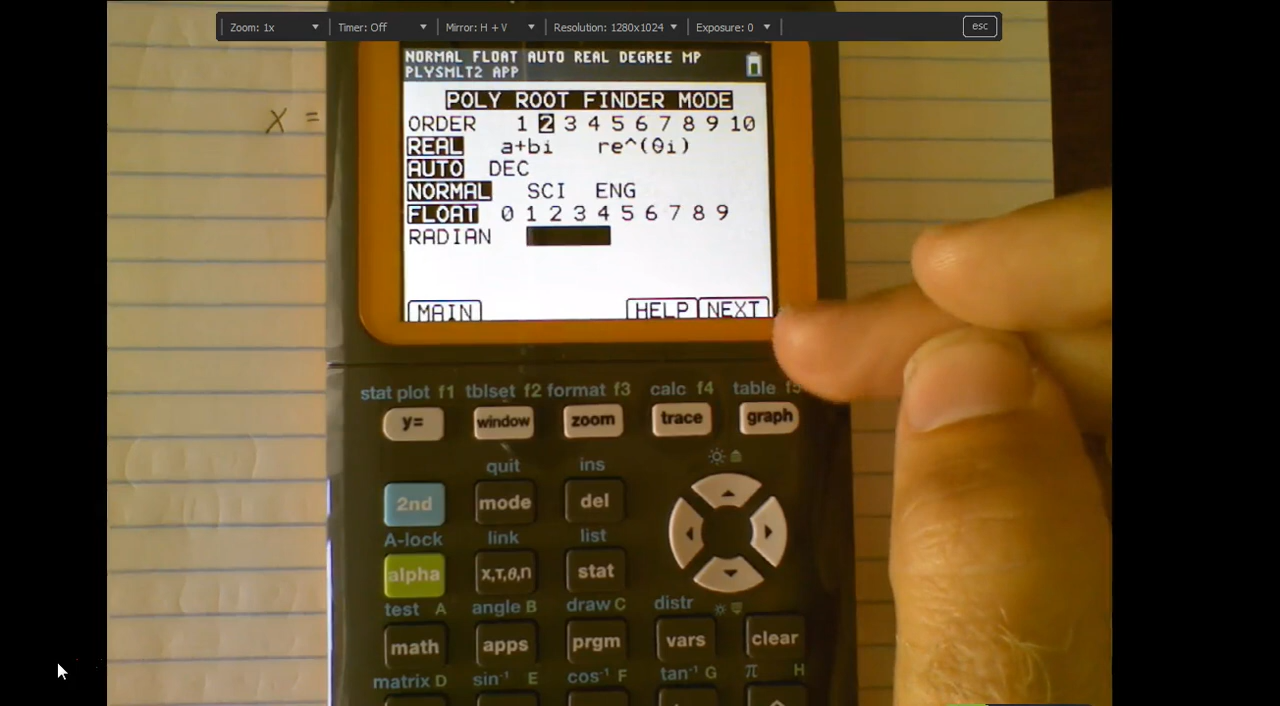 Zoom: 1x Timer: Off Mirror: H + V Resolution: 1280x1024 Exposure: 0 esc
NORMAL FLOAT AUTO REAL DEGREE MP
PLYSMLT2 APP
POLY ROOT FINDER MODE
x = ORDER 1 2 3 4 5 6 7 8 9 10
REAL a+bi re^(θi)
AUTO DEC
NORMAL SCI ENG
FLOAT 0 1 2 3 4 5 6 7 8 9
RADIAN
MAIN HELP NEXT
stat plot f1 tblset f2 format f3 calc f4 table f5
y= window zoom trace graph
quit ins
2nd mode del
A-lock link list
alpha X,T,θ,n stat
test A angle B draw C distr
math apps prgm vars clear
matrix D sin⁻¹ E cos⁻¹ F tan⁻¹ G π H